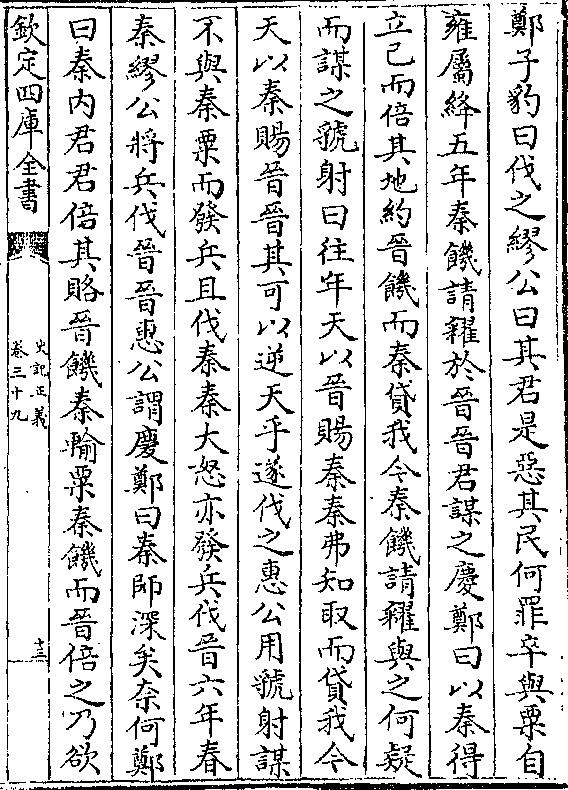 鄭子豹曰伐之繆公曰其君是惡其民何罪卒與粟自
雍屬絳五年秦饑請糴於晉晉君謀之慶鄭曰以秦得
立已而倍其地約晉饑而秦貸我今秦饑請糴與之何疑
而謀之虢射曰往年天以晉賜秦秦弗知取而貸我今
天以秦賜晉晉其可以逆天乎遂伐之惠公用虢射謀
不與秦粟而發兵且伐秦秦大怒亦發兵伐晉六年春
秦繆公將兵伐晉晉惠公謂慶鄭曰秦師深矣奈何鄭
曰秦內君君倍其賂晉饑秦輸粟秦饑而晉倍之乃欲
欽定四庫全書
史記正義
卷三十九
十三